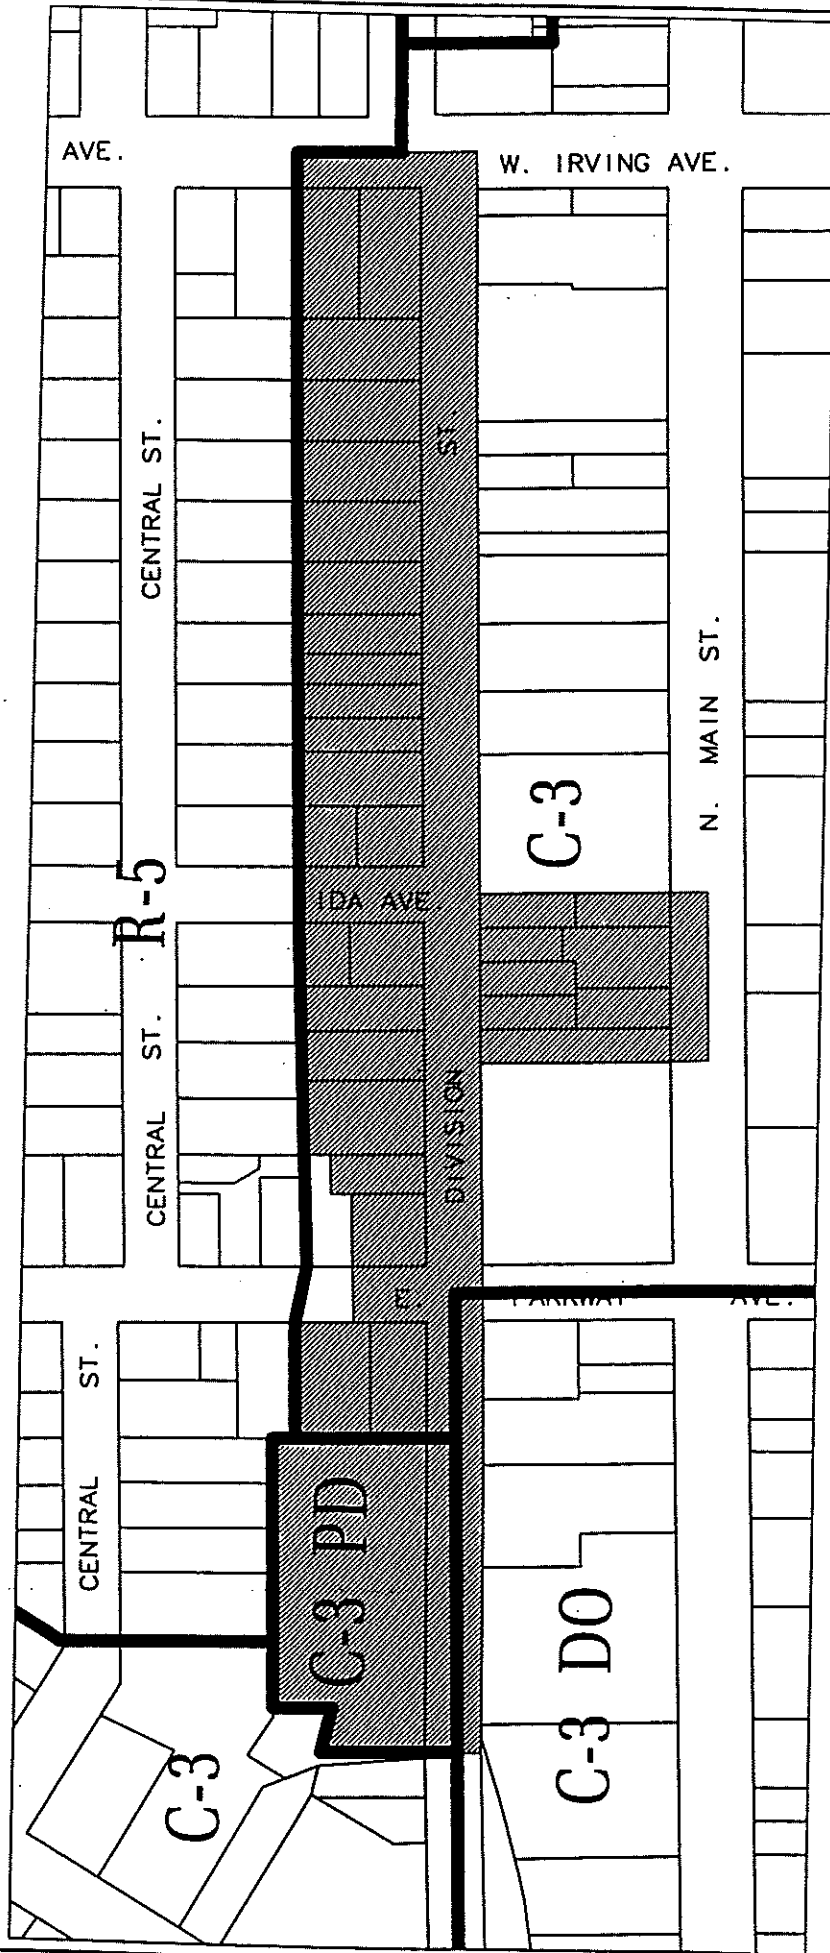 AVE.
W. IRVING AVE.
CENTRAL ST.
ST.
N. MAIN ST.
C-3
R-5
IDA AVE.
CENTRAL ST.
DIVISION
E. PARKWAY AVE.
CENTRAL ST.
C-3 PD
C-3 DO
C-3